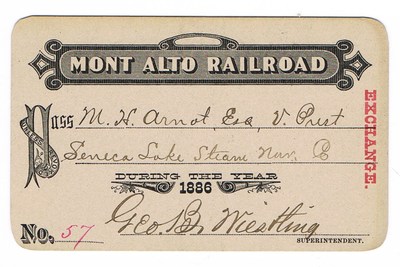 MONT ALTO RAILROAD
Pass M. H. Arnot, Esq, V. Prest
Seneca Lake Steam Nav. C
DURING THE YEAR
1886
EXCHANGE.
No. 57
Geo. B. Wiestling
SUPERINTENDENT.